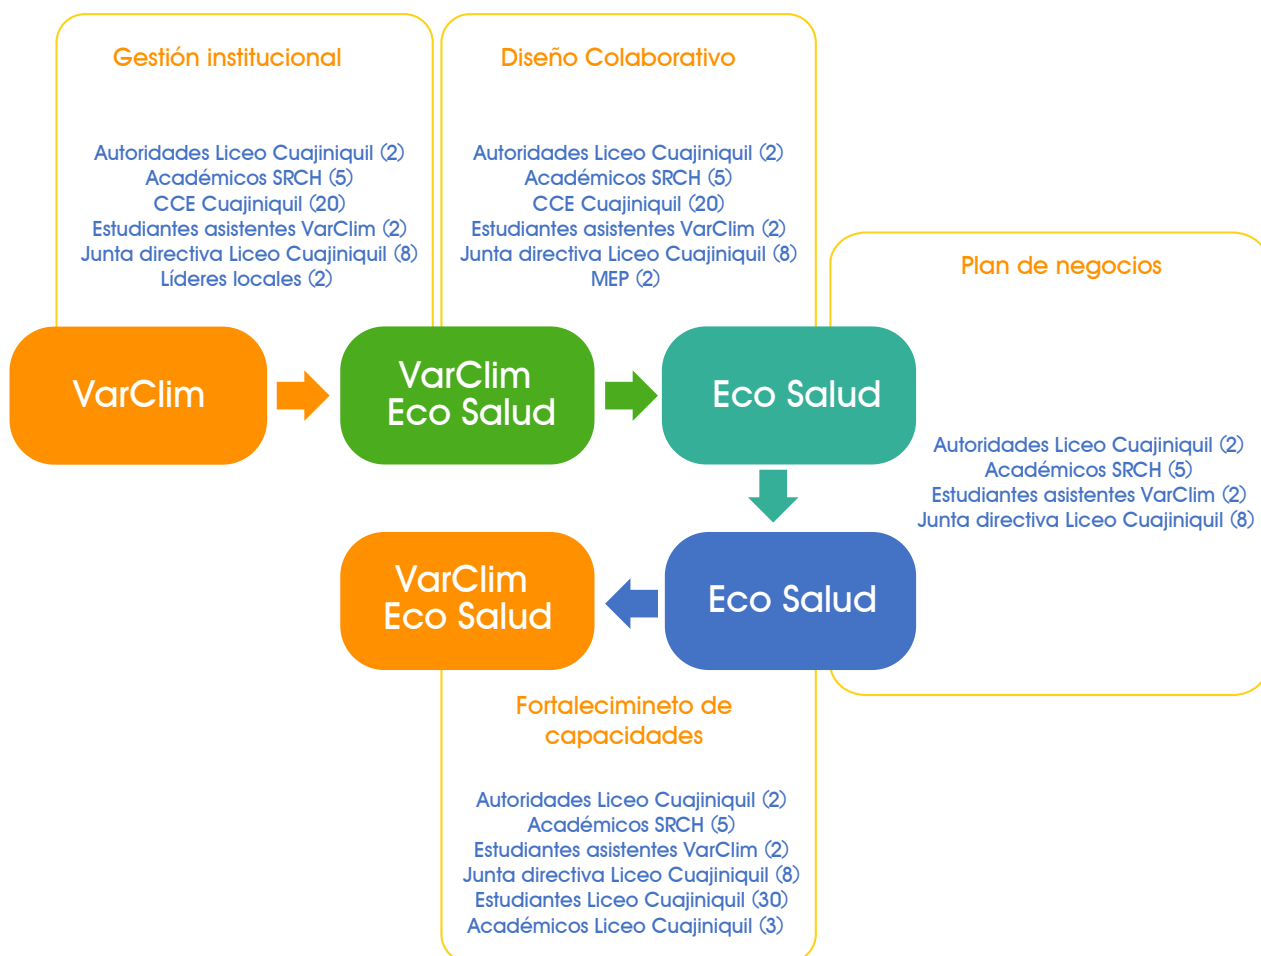 Gestión institucional
Autoridades Liceo Cuajiniquil (2)
Académicos SRCH (5)
CCE Cuajiniquil (20)
Estudiantes asistentes VarClim (2)
Junta directiva Liceo Cuajiniquil (8)
Líderes locales (2)
Diseño Colaborativo
Autoridades Liceo Cuajiniquil (2)
Académicos SRCH (5)
CCE Cuajiniquil (20)
Estudiantes asistentes VarClim (2)
Junta directiva Liceo Cuajiniquil (8)
MEP (2)
Plan de negocios
Autoridades Liceo Cuajiniquil (2)
Académicos SRCH (5)
Estudiantes asistentes VarClim (2)
Junta directiva Liceo Cuajiniquil (8)
VarClim
VarClim
Eco Salud
Eco Salud
Eco Salud
VarClim
Eco Salud
Fortalecimineto de
capacidades
Autoridades Liceo Cuajiniquil (2)
Académicos SRCH (5)
Estudiantes asistentes VarClim (2)
Junta directiva Liceo Cuajiniquil (8)
Estudiantes Liceo Cuajiniquil (30)
Académicos Liceo Cuajiniquil (3)